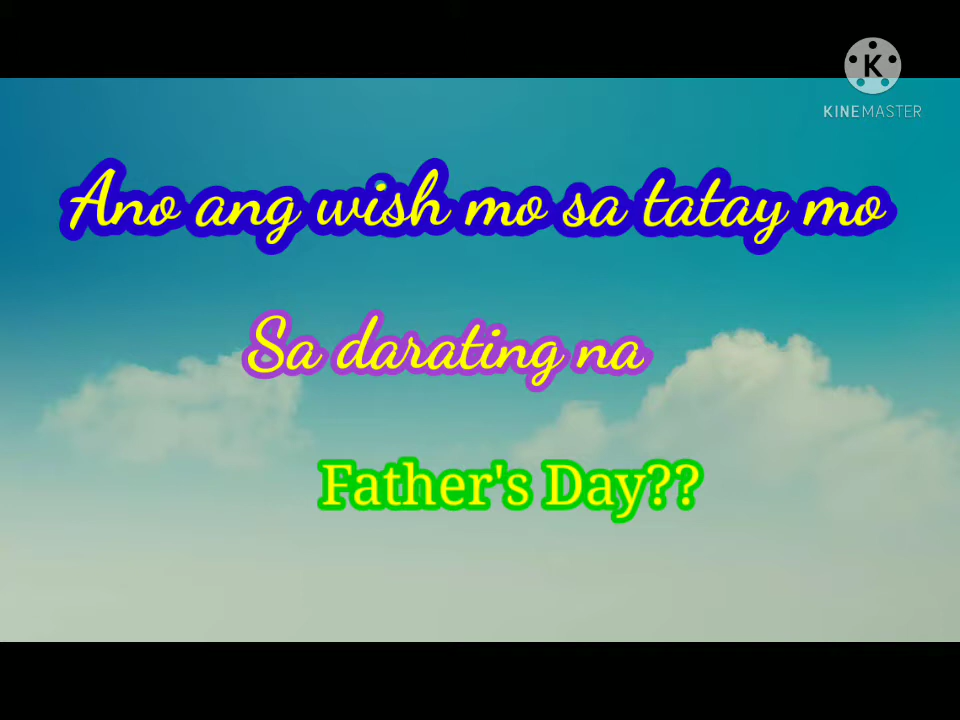 KINEMASTER
Ano ang wish mo sa tatay mo
Sa darating na
Father's Day??